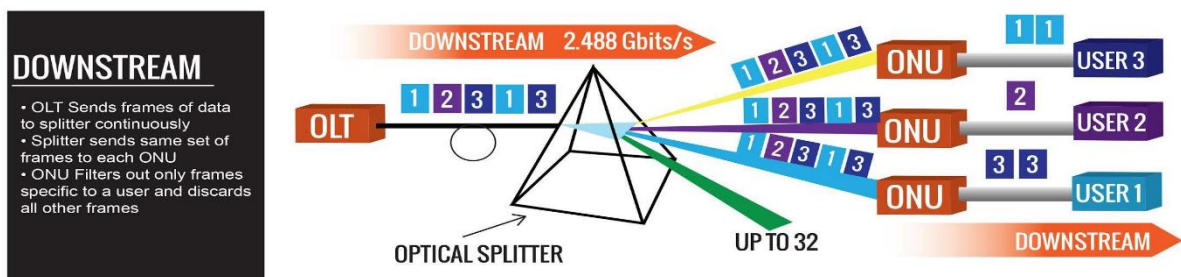 DOWNSTREAM
• OLT Sends frames of data
to splitter continuously
• Splitter sends same set of
frames to each ONU
• ONU Filters out only frames
specific to a user and discards
all other frames
DOWNSTREAM 2.488 Gbits/s
OLT
1 2 3 1 3
OPTICAL SPLITTER
1 2 3 1 3
ONU
1 1
USER 3
1 2 3 1 3
ONU
2
USER 2
1 2 3 1 3
ONU
3 3
USER 1
UP TO 32
DOWNSTREAM